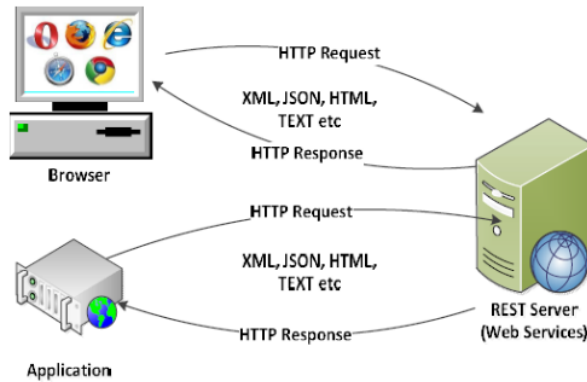 HTTP Request
XML, JSON, HTML,
TEXT etc
HTTP Response
Browser
HTTP Request
XML, JSON, HTML,
TEXT etc
HTTP Response
REST Server
(Web Services)
Application